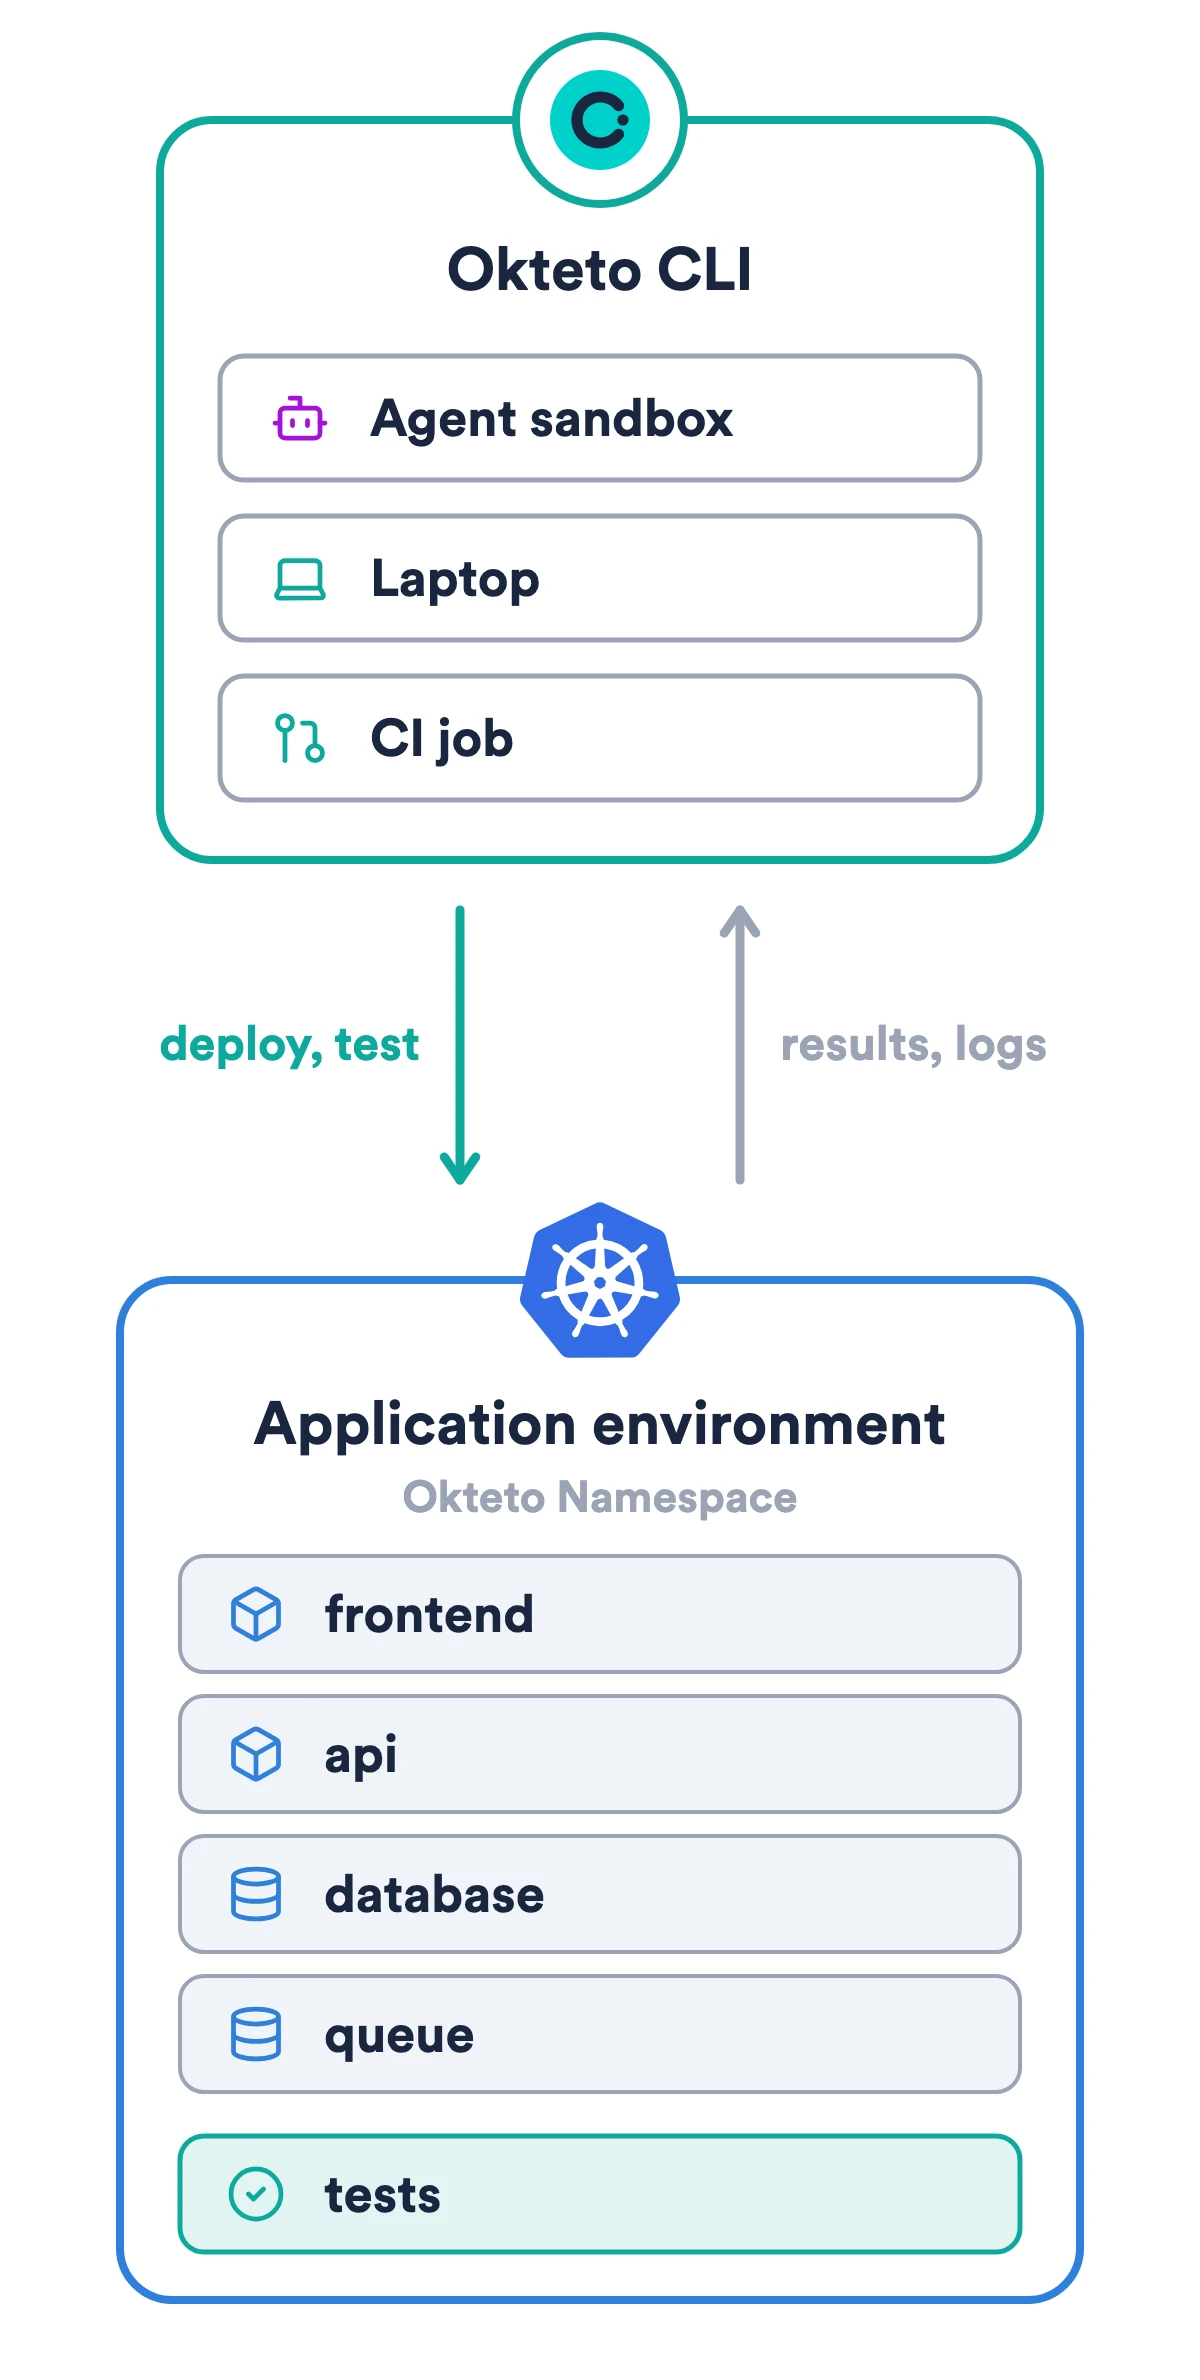 Okteto CLI
Agent sandbox
Laptop
CI job
deploy, test
results, logs
Application environment
Okteto Namespace
frontend
api
database
queue
tests